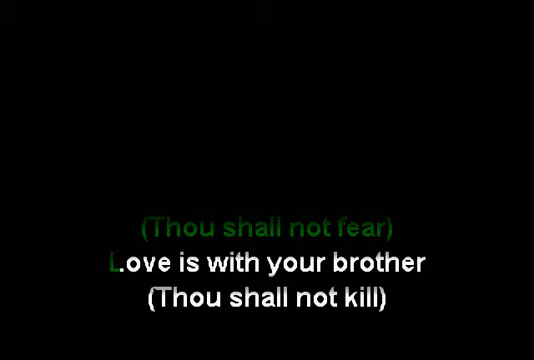 (Thou shall not fear)
Love is with your brother
(Thou shall not kill)